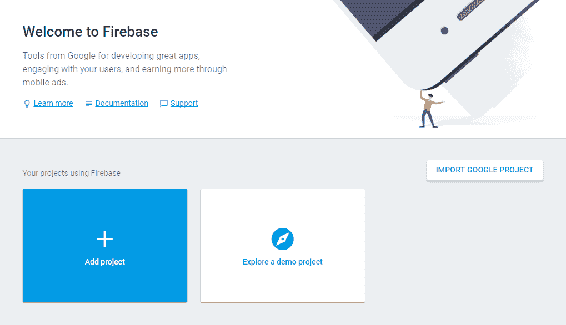 Welcome to Firebase
Tools from Google for developing great apps,
engaging with your users, and earning more through
mobile ads.
Learn more Documentation Support
Your projects using Firebase
IMPORT GOOGLE PROJECT
Add project
Explore a demo project